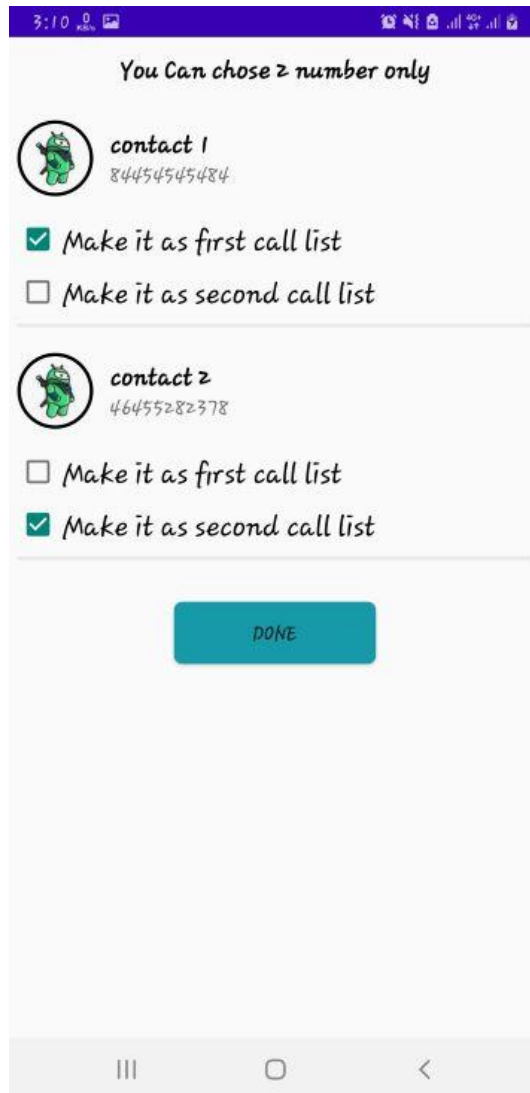 3:10 0 KB/s
You Can chose 2 number only
contact 1
84454545484
Make it as first call list
Make it as second call list
contact 2
46455282378
Make it as first call list
Make it as second call list
DONE